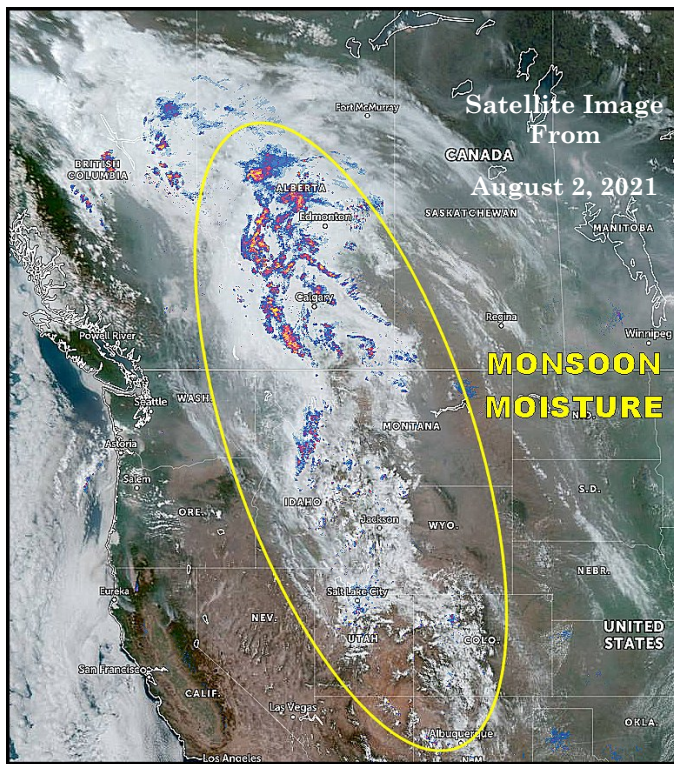 Fort McMurray
Satellite Image
From
August 2, 2021
BRITISH
COLUMBIA
CANADA
ALBERTA
Edmonton
SASKATCHEWAN
MANITOBA
Calgary
Regina
Powell River
Winnipeg
MONSOON
MOISTURE
Seattle
WASH.
N.D.
MONTANA
Astoria
Salem
IDAHO
S.D.
ORE.
Jackson
WYO.
NEBR.
Eureka
Salt Lake City
NEV.
UNITED
STATES
UTAH
COLO.
San Francisco
CALIF.
Las Vegas
OKLA.
Albuquerque
Los Angeles
N.M.